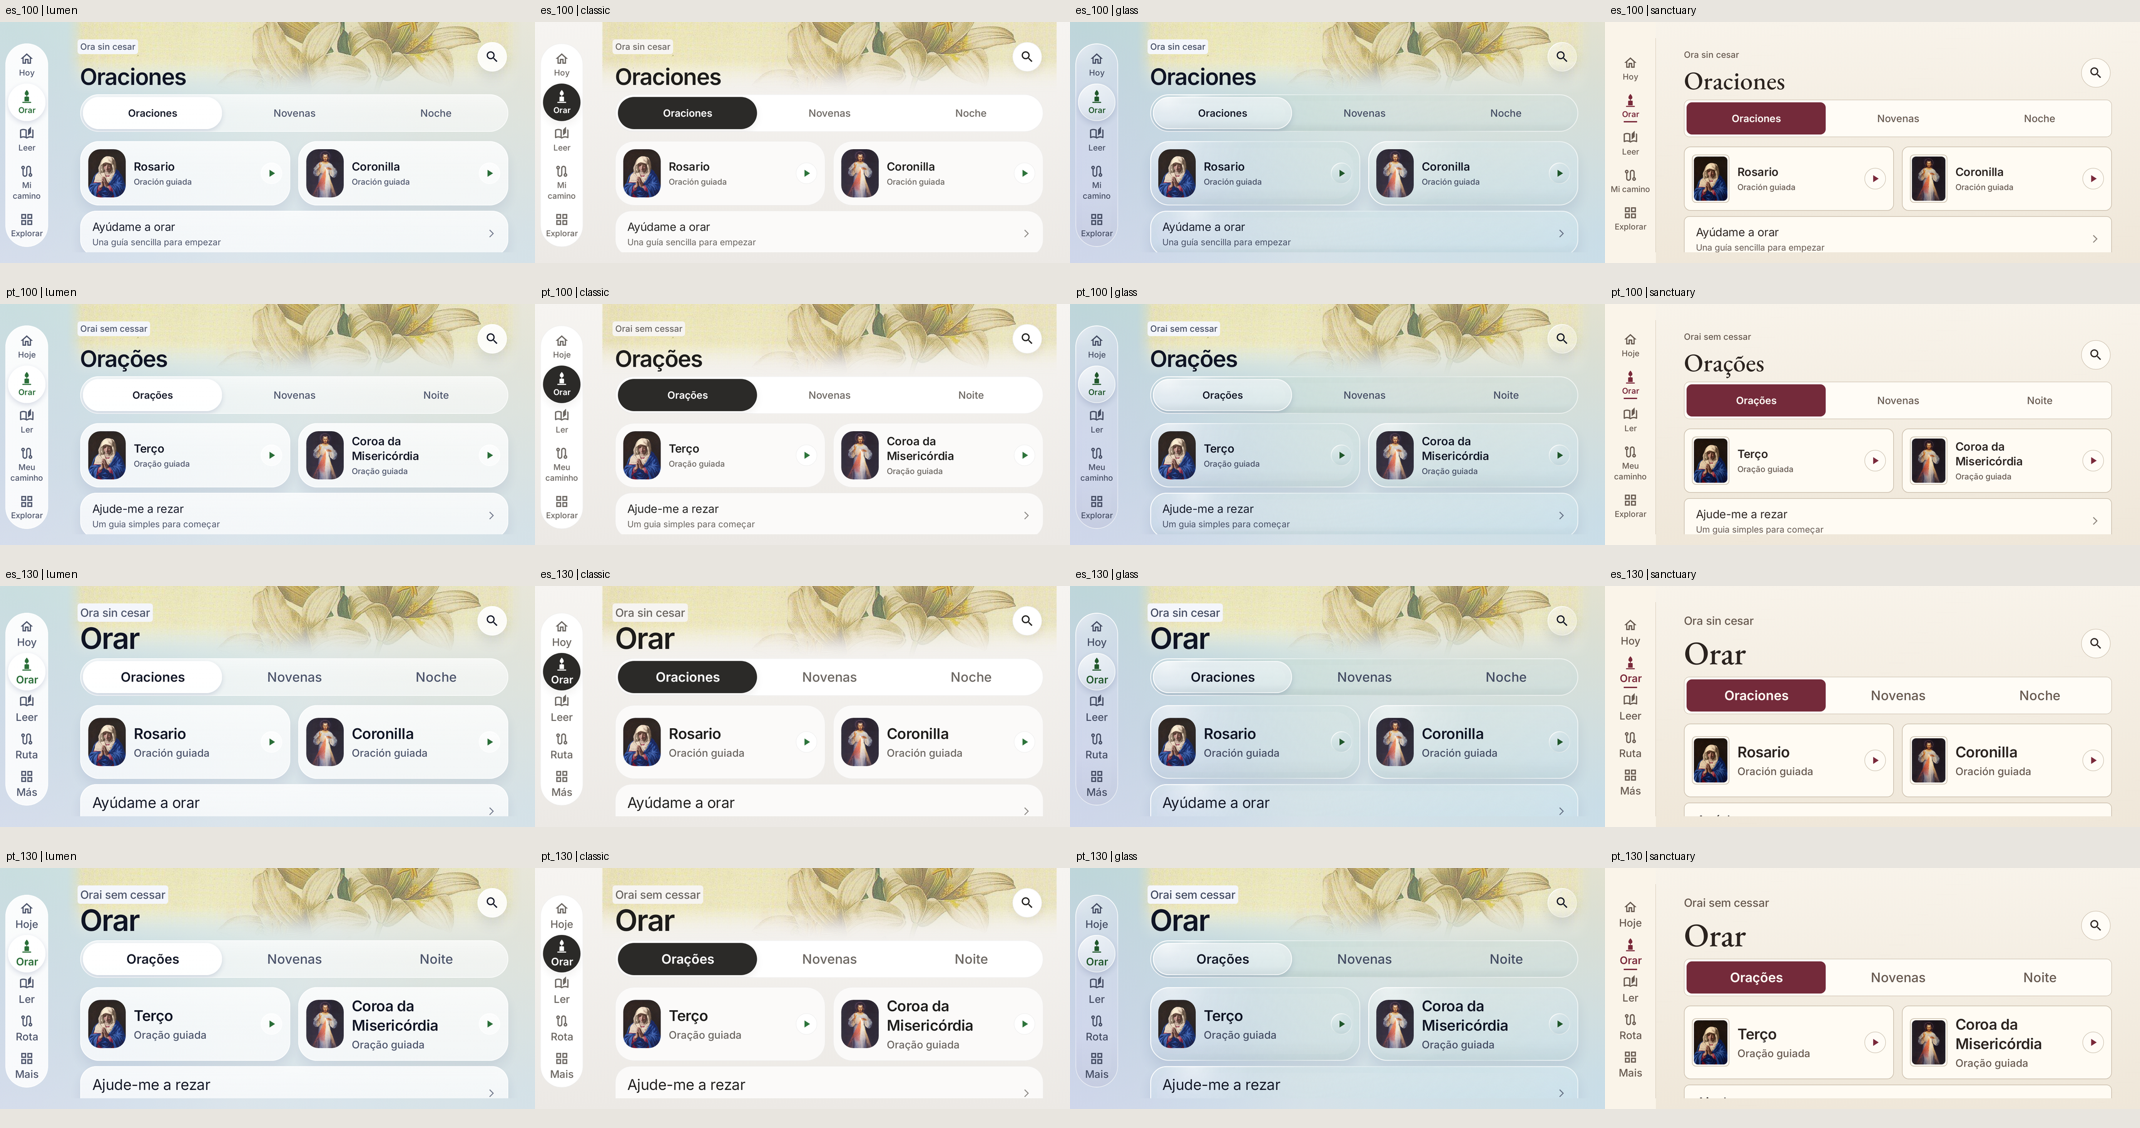 es_100 | lumen
Ora sin cesar
Oraciones
Hoy
Orar
Leer
Mi
camino
Explorar
Oraciones
Novenas
Noche
Rosario
Oración guiada
Coronilla
Oración guiada
Ayúdame a orar
Una guía sencilla para empezar
es_100 | classic
Ora sin cesar
Oraciones
Hoy
Orar
Leer
Mi
camino
Explorar
Oraciones
Novenas
Noche
Rosario
Oración guiada
Coronilla
Oración guiada
Ayúdame a orar
Una guía sencilla para empezar
es_100 | glass
Ora sin cesar
Oraciones
Hoy
Orar
Leer
Mi
camino
Explorar
Oraciones
Novenas
Noche
Rosario
Oración guiada
Coronilla
Oración guiada
Ayúdame a orar
Una guía sencilla para empezar
es_100 | sanctuary
Ora sin cesar
Oraciones
Hoy
Orar
Leer
Mi camino
Explorar
Oraciones
Novenas
Noche
Rosario
Oración guiada
Coronilla
Oración guiada
Ayúdame a orar
Una guía sencilla para empezar
pt_100 | lumen
Orai sem cessar
Orações
Hoje
Orar
Ler
Meu
caminho
Explorar
Orações
Novenas
Noite
Terço
Oração guiada
Coroa da
Misericórdia
Oração guiada
Ajude-me a rezar
Um guia simples para começar
pt_100 | classic
Orai sem cessar
Orações
Hoje
Orar
Ler
Meu
caminho
Explorar
Orações
Novenas
Noite
Terço
Oração guiada
Coroa da
Misericórdia
Oração guiada
Ajude-me a rezar
Um guia simples para começar
pt_100 | glass
Orai sem cessar
Orações
Hoje
Orar
Ler
Meu
caminho
Explorar
Orações
Novenas
Noite
Terço
Oração guiada
Coroa da
Misericórdia
Oração guiada
Ajude-me a rezar
Um guia simples para começar
pt_100 | sanctuary
Orai sem cessar
Orações
Hoje
Orar
Ler
Meu
caminho
Explorar
Orações
Novenas
Noite
Terço
Oração guiada
Coroa da
Misericórdia
Oração guiada
Ajude-me a rezar
Um guia simples para começar
es_130 | lumen
Ora sin cesar
Orar
Hoy
Orar
Leer
Ruta
Más
Oraciones
Novenas
Noche
Rosario
Oración guiada
Coronilla
Oración guiada
Ayúdame a orar
es_130 | classic
Ora sin cesar
Orar
Hoy
Orar
Leer
Ruta
Más
Oraciones
Novenas
Noche
Rosario
Oración guiada
Coronilla
Oración guiada
Ayúdame a orar
es_130 | glass
Ora sin cesar
Orar
Hoy
Orar
Leer
Ruta
Más
Oraciones
Novenas
Noche
Rosario
Oración guiada
Coronilla
Oración guiada
Ayúdame a orar
es_130 | sanctuary
Ora sin cesar
Orar
Hoy
Orar
Leer
Ruta
Más
Oraciones
Novenas
Noche
Rosario
Oración guiada
Coronilla
Oración guiada
pt_130 | lumen
Orai sem cessar
Orar
Hoje
Orar
Ler
Rota
Mais
Orações
Novenas
Noite
Terço
Oração guiada
Coroa da
Misericórdia
Oração guiada
Ajude-me a rezar
pt_130 | classic
Orai sem cessar
Orar
Hoje
Orar
Ler
Rota
Mais
Orações
Novenas
Noite
Terço
Oração guiada
Coroa da
Misericórdia
Oração guiada
Ajude-me a rezar
pt_130 | glass
Orai sem cessar
Orar
Hoje
Orar
Ler
Rota
Mais
Orações
Novenas
Noite
Terço
Oração guiada
Coroa da
Misericórdia
Oração guiada
Ajude-me a rezar
pt_130 | sanctuary
Orai sem cessar
Orar
Hoje
Orar
Ler
Rota
Mais
Orações
Novenas
Noite
Terço
Oração guiada
Coroa da
Misericórdia
Oração guiada